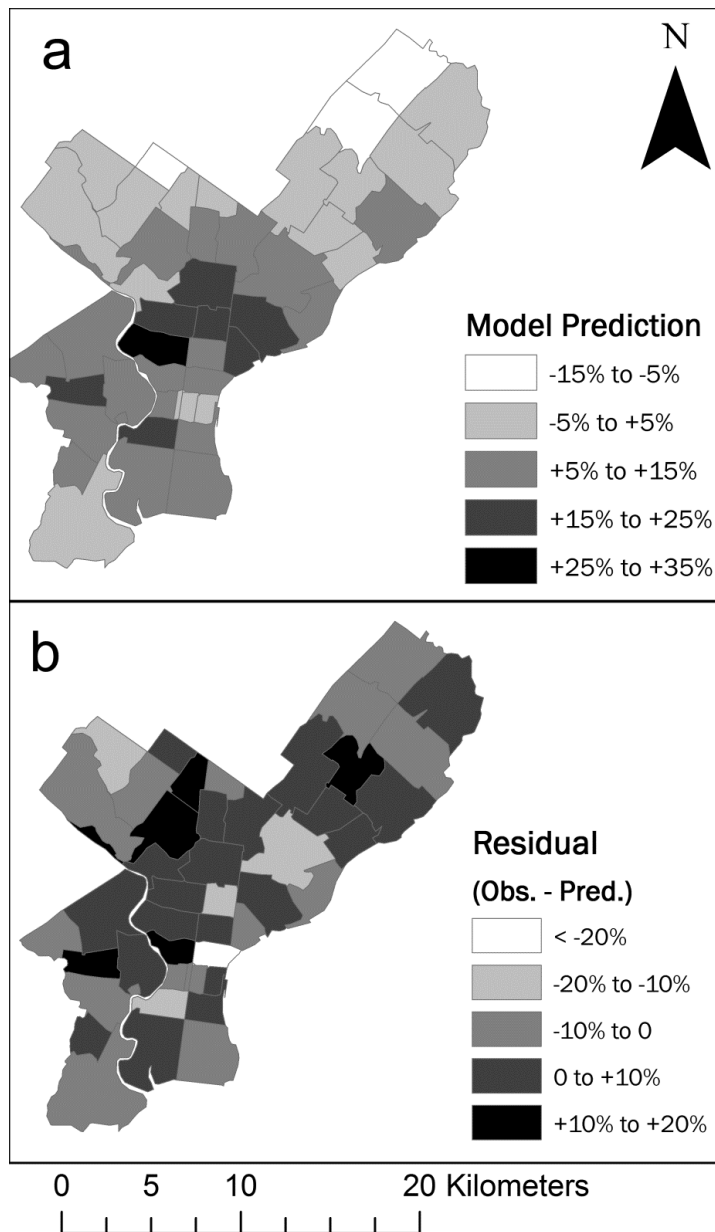 a
N
Model Prediction
-15% to -5%
-5% to +5%
+5% to +15%
+15% to +25%
+25% to +35%
b
Residual
(Obs. - Pred.)
< -20%
-20% to -10%
-10% to 0
0 to +10%
+10% to +20%
0 5 10 20 Kilometers